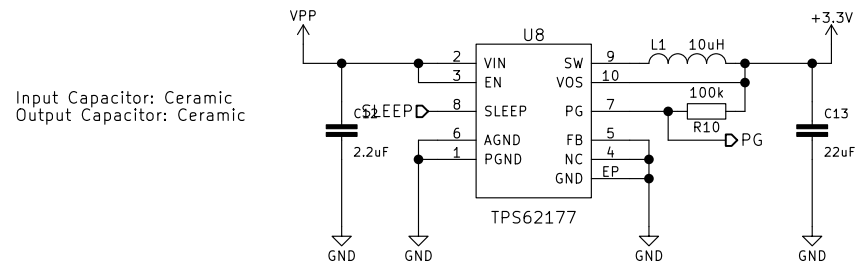 VPP
+3.3V
U8
L1 10uH
2 VIN SW 9
3 EN VOS 10
Input Capacitor: Ceramic
Output Capacitor: Ceramic
100k
C12
SLEEP
8 SLEEP PG 7
R10
C13
6 AGND FB 5
PG
2.2uF
22uF
1 PGND NC 4
GND EP
TPS62177
GND
GND
GND
GND